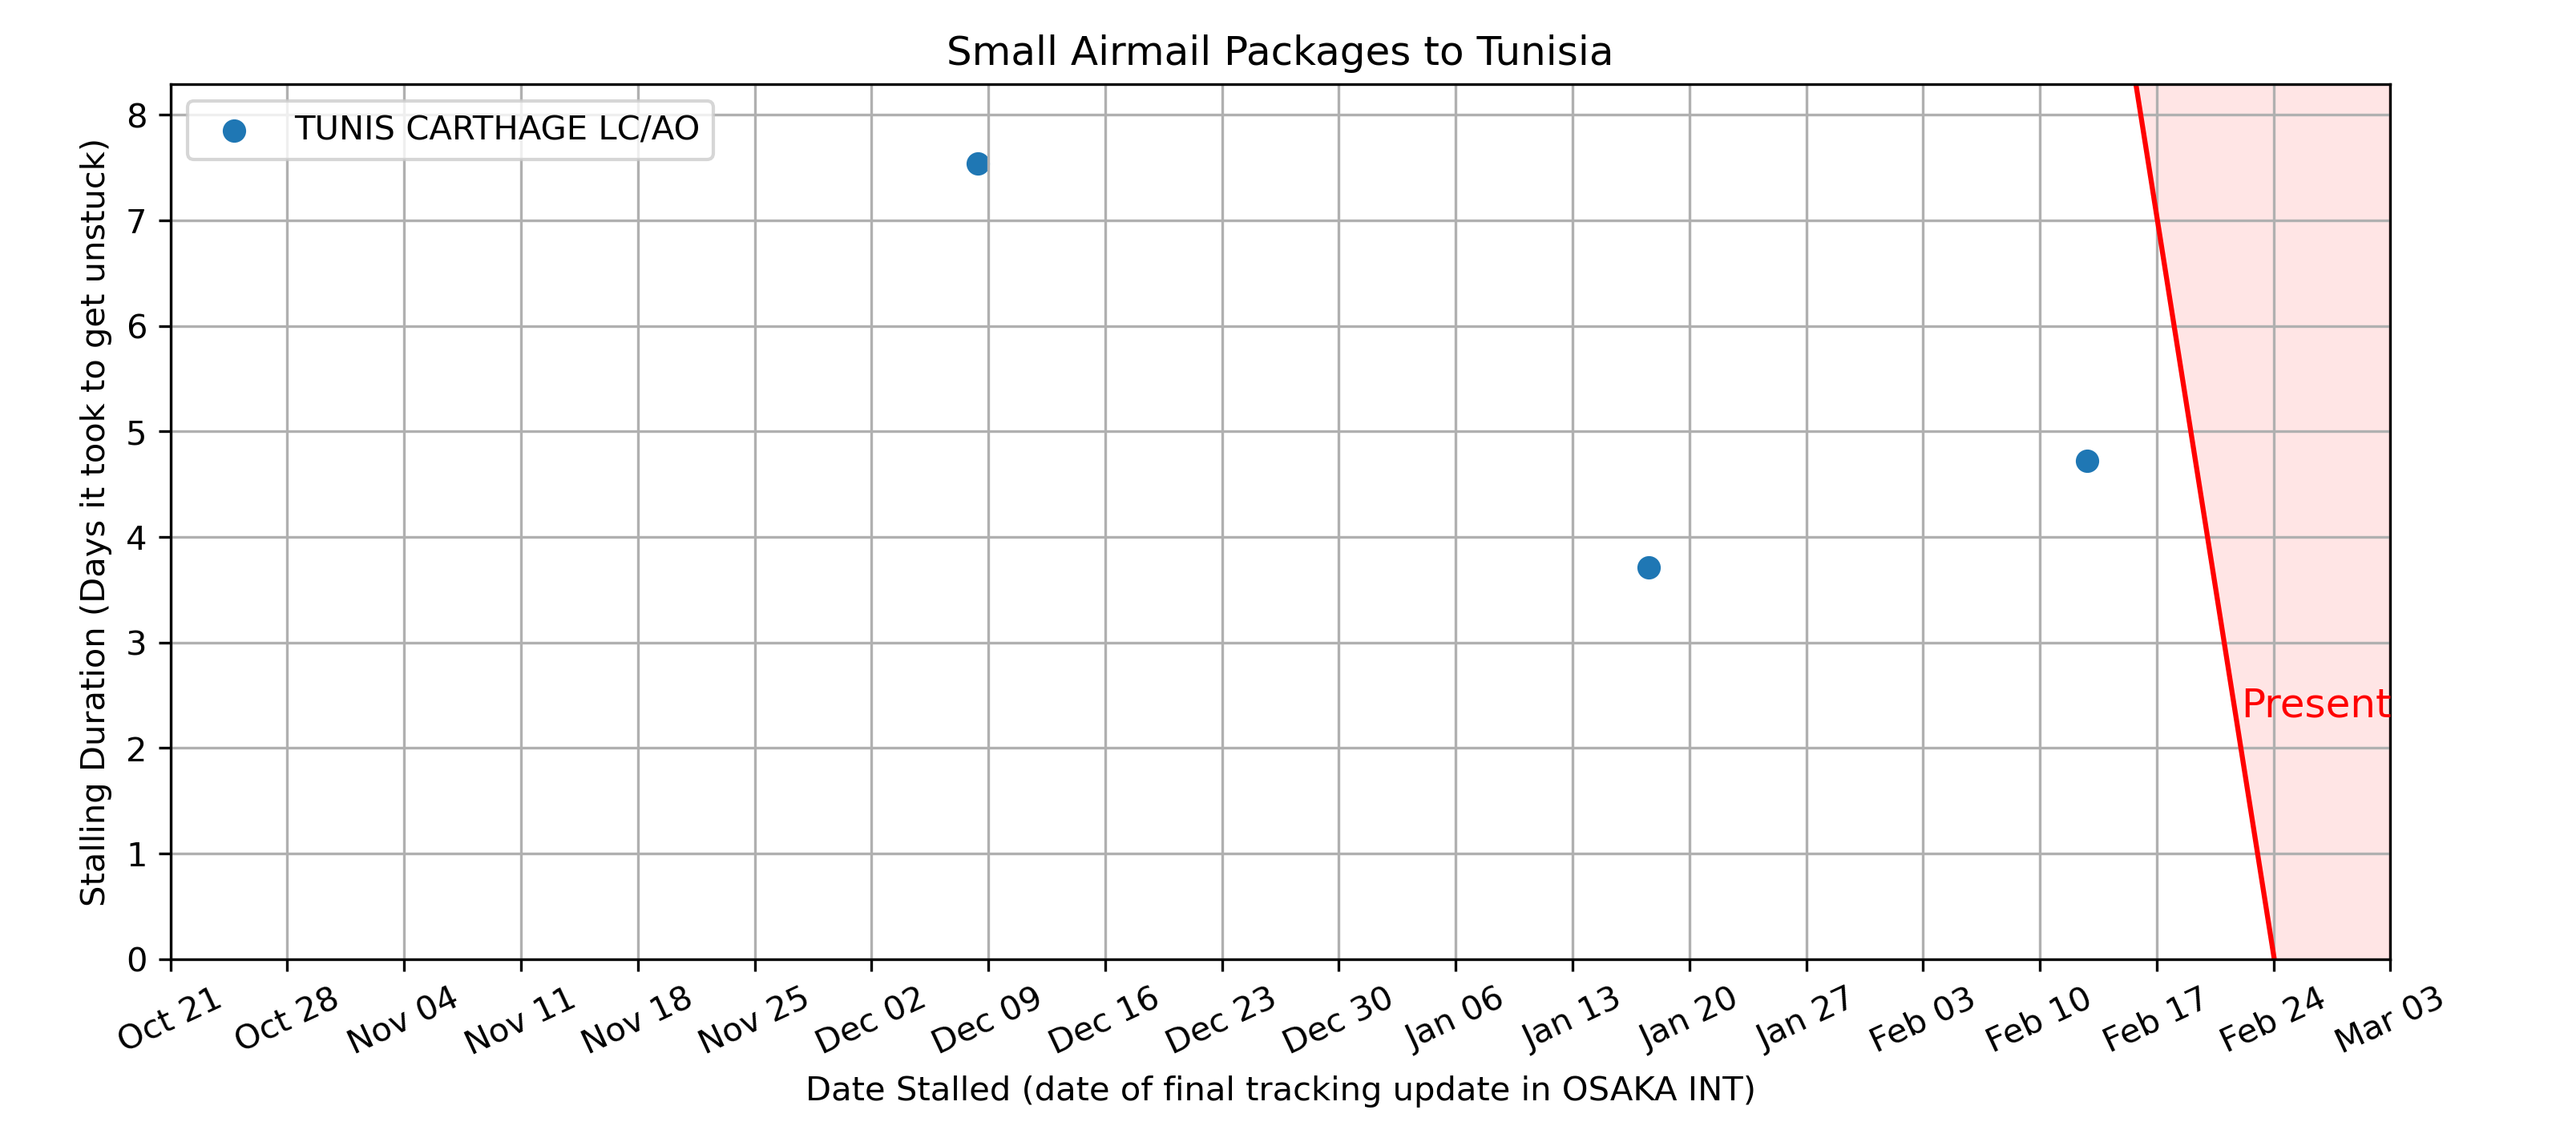 Small Airmail Packages to Tunisia
TUNIS CARTHAGE LC/AO
Stalling Duration (Days it took to get unstuck)
8
7
6
5
4
3
2
1
0
Present
Oct 21 Oct 28 Nov 04 Nov 11 Nov 18 Nov 25 Dec 02 Dec 09 Dec 16 Dec 23 Dec 30 Jan 06 Jan 13 Jan 20 Jan 27 Feb 03 Feb 10 Feb 17 Feb 24 Mar 03
Date Stalled (date of final tracking update in OSAKA INT)